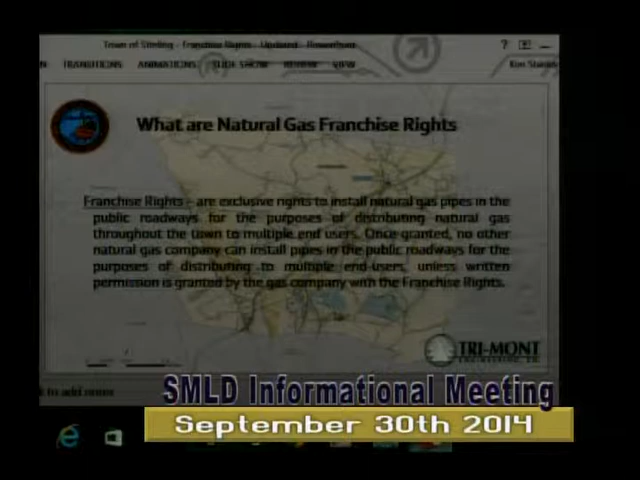 Town of Sterling - Franchise Rights - Updated - 
TRANSITIONS ANIMATIONS SLIDE SHOW REVIEW VIEW
What are Natural Gas Franchise Rights
Franchise Rights - are exclusive rights to install natural gas pipes in the
public roadways for the purposes of distributing natural gas
throughout the town to multiple end users. Once granted, no other
natural gas company can install pipes in the public roadways for the
purposes of distributing to multiple end-users, unless written
permission is granted by the gas company with the Franchise Rights.
TRI-MONT
to add notes
SMLD Informational Meeting
September 30th 2014